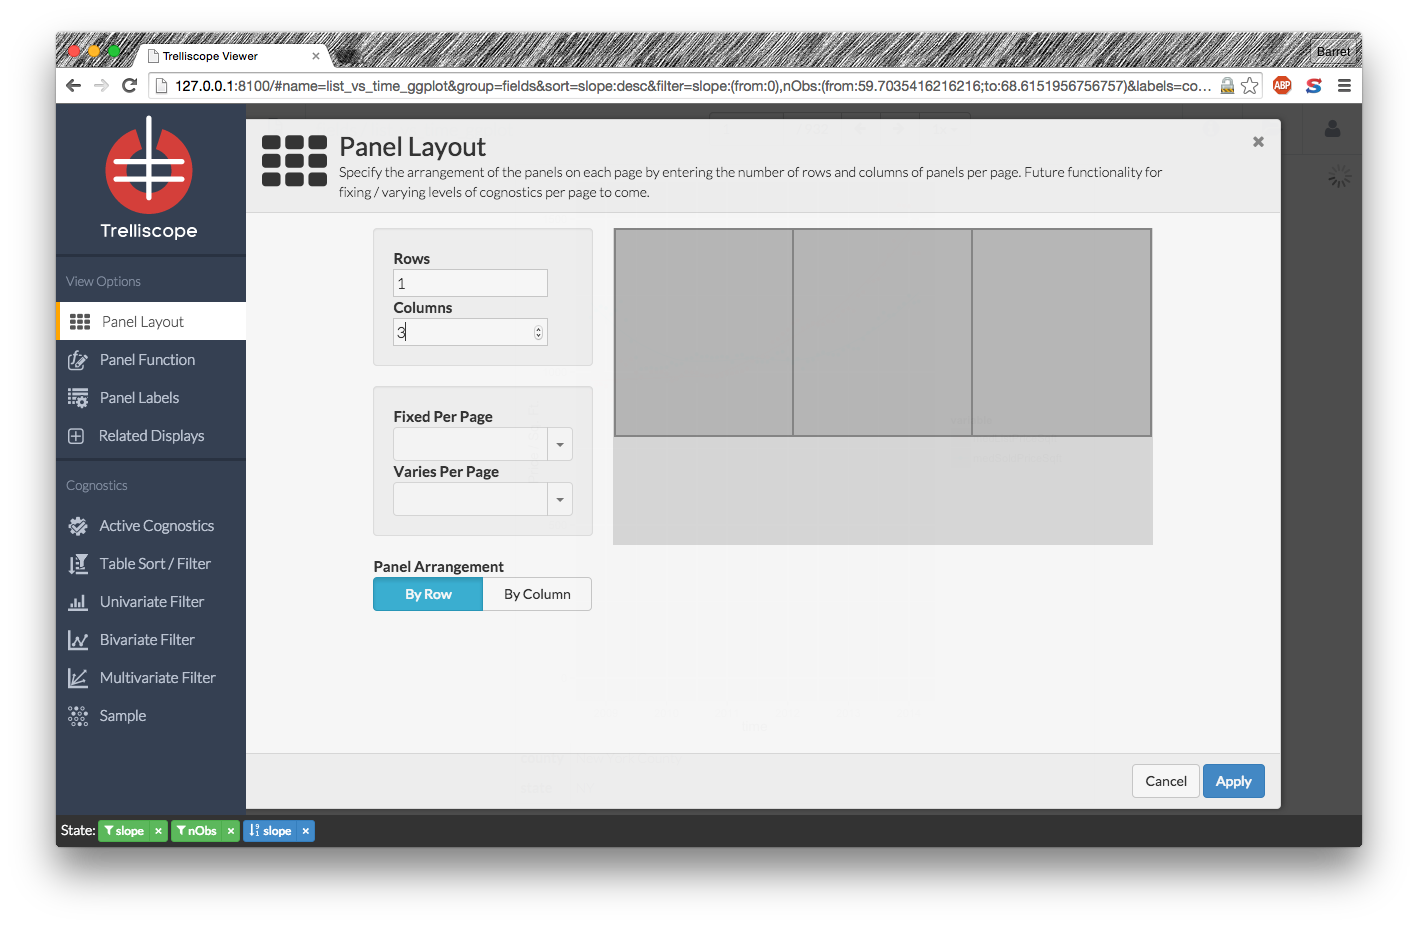 Trelliscope Viewer
Barret
127.0.0.1:8100/#name=list_vs_time_ggplot&group=fields&sort=slope:desc&filter=slope:(from:0),nObs:(from:59.7035416216216;to:68.6151956756757)&labels=co...
ABP
Trelliscope
View Options
Panel Layout
Panel Function
Panel Labels
Related Displays
Cognostics
Active Cognostics
Table Sort / Filter
Univariate Filter
Bivariate Filter
Multivariate Filter
Sample
Panel Layout
Specify the arrangement of the panels on each page by entering the number of rows and columns of panels per page. Future functionality for
fixing / varying levels of cognostics per page to come.
Rows
1
Columns
3
Fixed Per Page
Varies Per Page
Panel Arrangement
By Row
By Column
Cancel
Apply
State: slope × nObs × slope ×